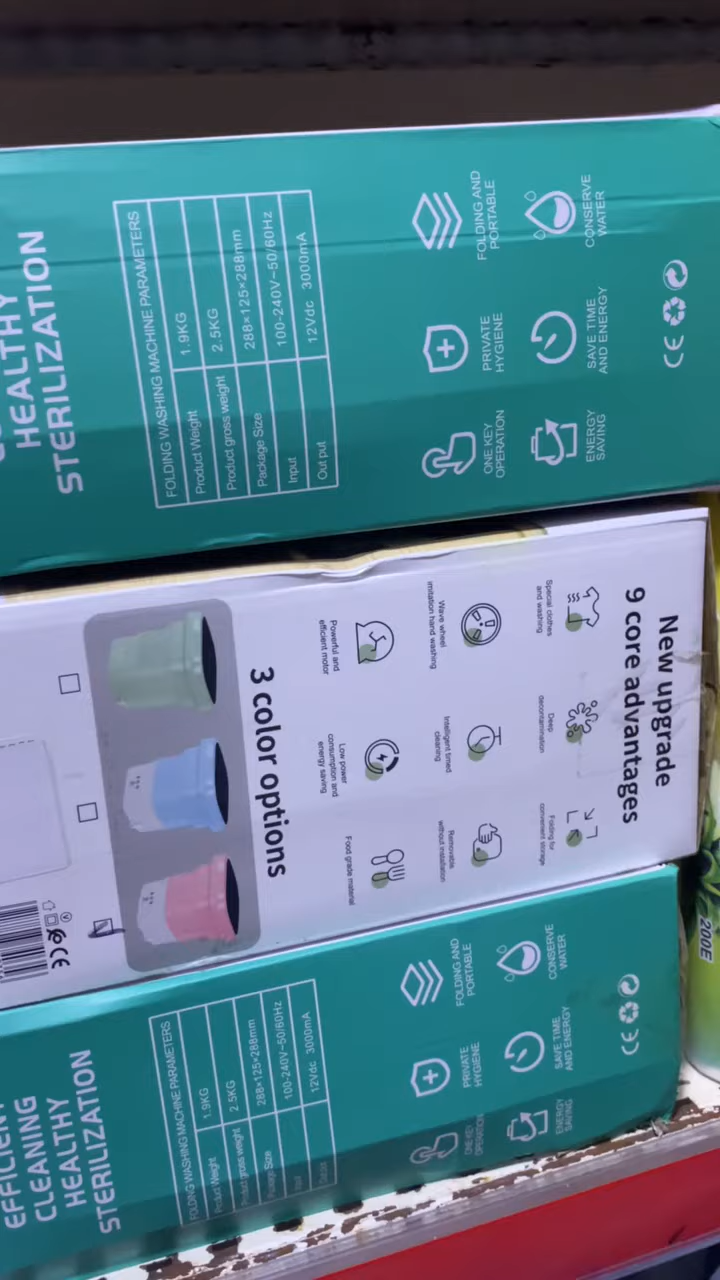 HEALTHY
STERILIZATION
FOLDING WASHING MACHINE PARAMETERS
Product Weight 1.9KG
Product gross weight 2.5KG
Package Size 288×125×288mm
Input 100-240V~50/60Hz
Out put 12Vdc 3000mA
ONE KEY
OPERATION
PRIVATE
HYGIENE
FOLDING AND
PORTABLE
ENERGY
SAVING
SAVE TIME
AND ENERGY
CONSERVE
WATER
CE
New upgrade
9 core advantages
Special clothes
and washing
Deep
decontamination
Folding for
convenient storage
Wave wheel
imitation hand washing
Intelligent timed
cleaning
Removable
without installation
Powerful and
efficient motor
Low power
consumption and
energy saving
Food grade material
3 color options
CE
EFFICIENT
CLEANING
HEALTHY
STERILIZATION
FOLDING WASHING MACHINE PARAMETERS
Product Weight 1.9KG
Product gross weight 2.5KG
Package Size 288×125×288mm
100-240V~50/60Hz
12Vdc 3000mA
ONE KEY
OPERATION
PRIVATE
HYGIENE
FOLDING AND
PORTABLE
ENERGY
SAVING
SAVE TIME
AND ENERGY
CONSERVE
WATER
200E